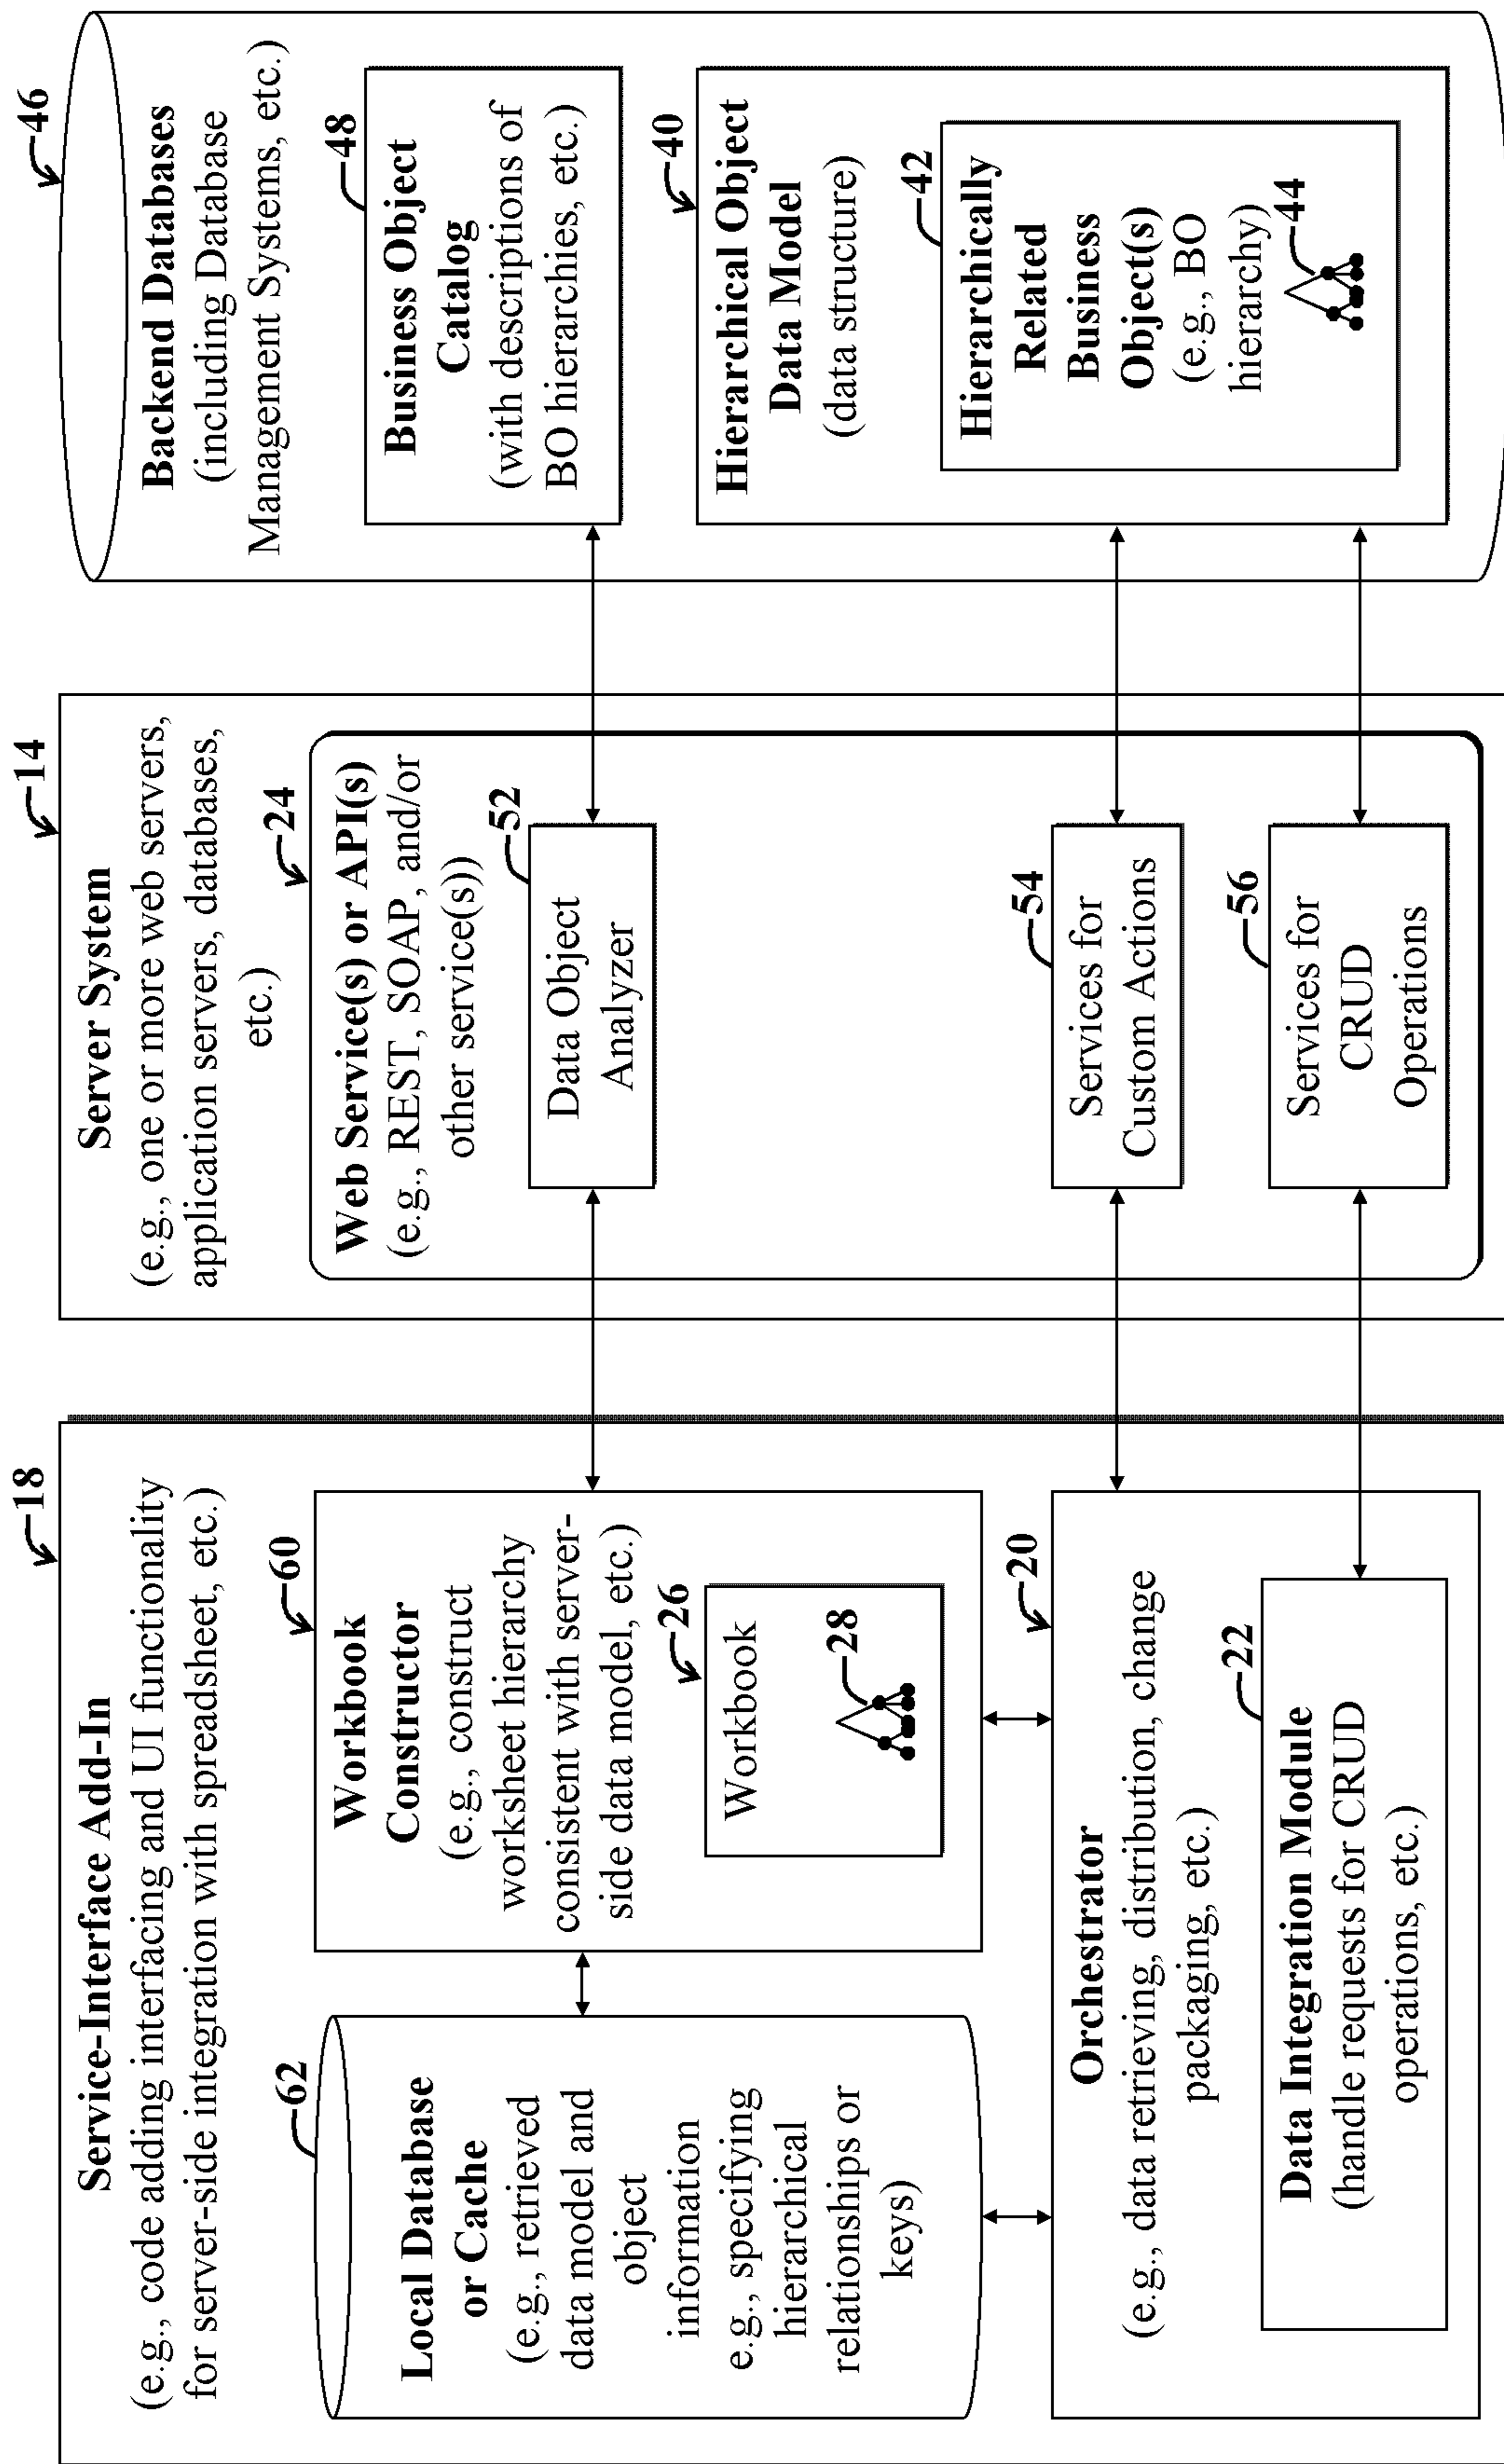 18
Service-Interface Add-In
(e.g., code adding interfacing and UI functionality
for server-side integration with spreadsheet, etc.)
62
Local Database
or Cache
(e.g., retrieved
data model and
object
information
e.g., specifying
hierarchical
relationships or
keys)
60
Workbook
Constructor
(e.g., construct
worksheet hierarchy
consistent with server-
side data model, etc.)
26
Workbook
28
20
Orchestrator
(e.g., data retrieving, distribution, change
packaging, etc.)
22
Data Integration Module
(handle requests for CRUD
operations, etc.)
14
Server System
(e.g., one or more web servers,
application servers, databases,
etc.)
24
Web Service(s) or API(s)
(e.g., REST, SOAP, and/or
other service(s))
52
Data Object
Analyzer
54
Services for
Custom Actions
56
Services for
CRUD
Operations
46
Backend Databases
(including Database
Management Systems, etc.)
48
Business Object
Catalog
(with descriptions of
BO hierarchies, etc.)
40
Hierarchical Object
Data Model
(data structure)
42
Hierarchically
Related
Business
Object(s)
(e.g., BO
hierarchy)
44